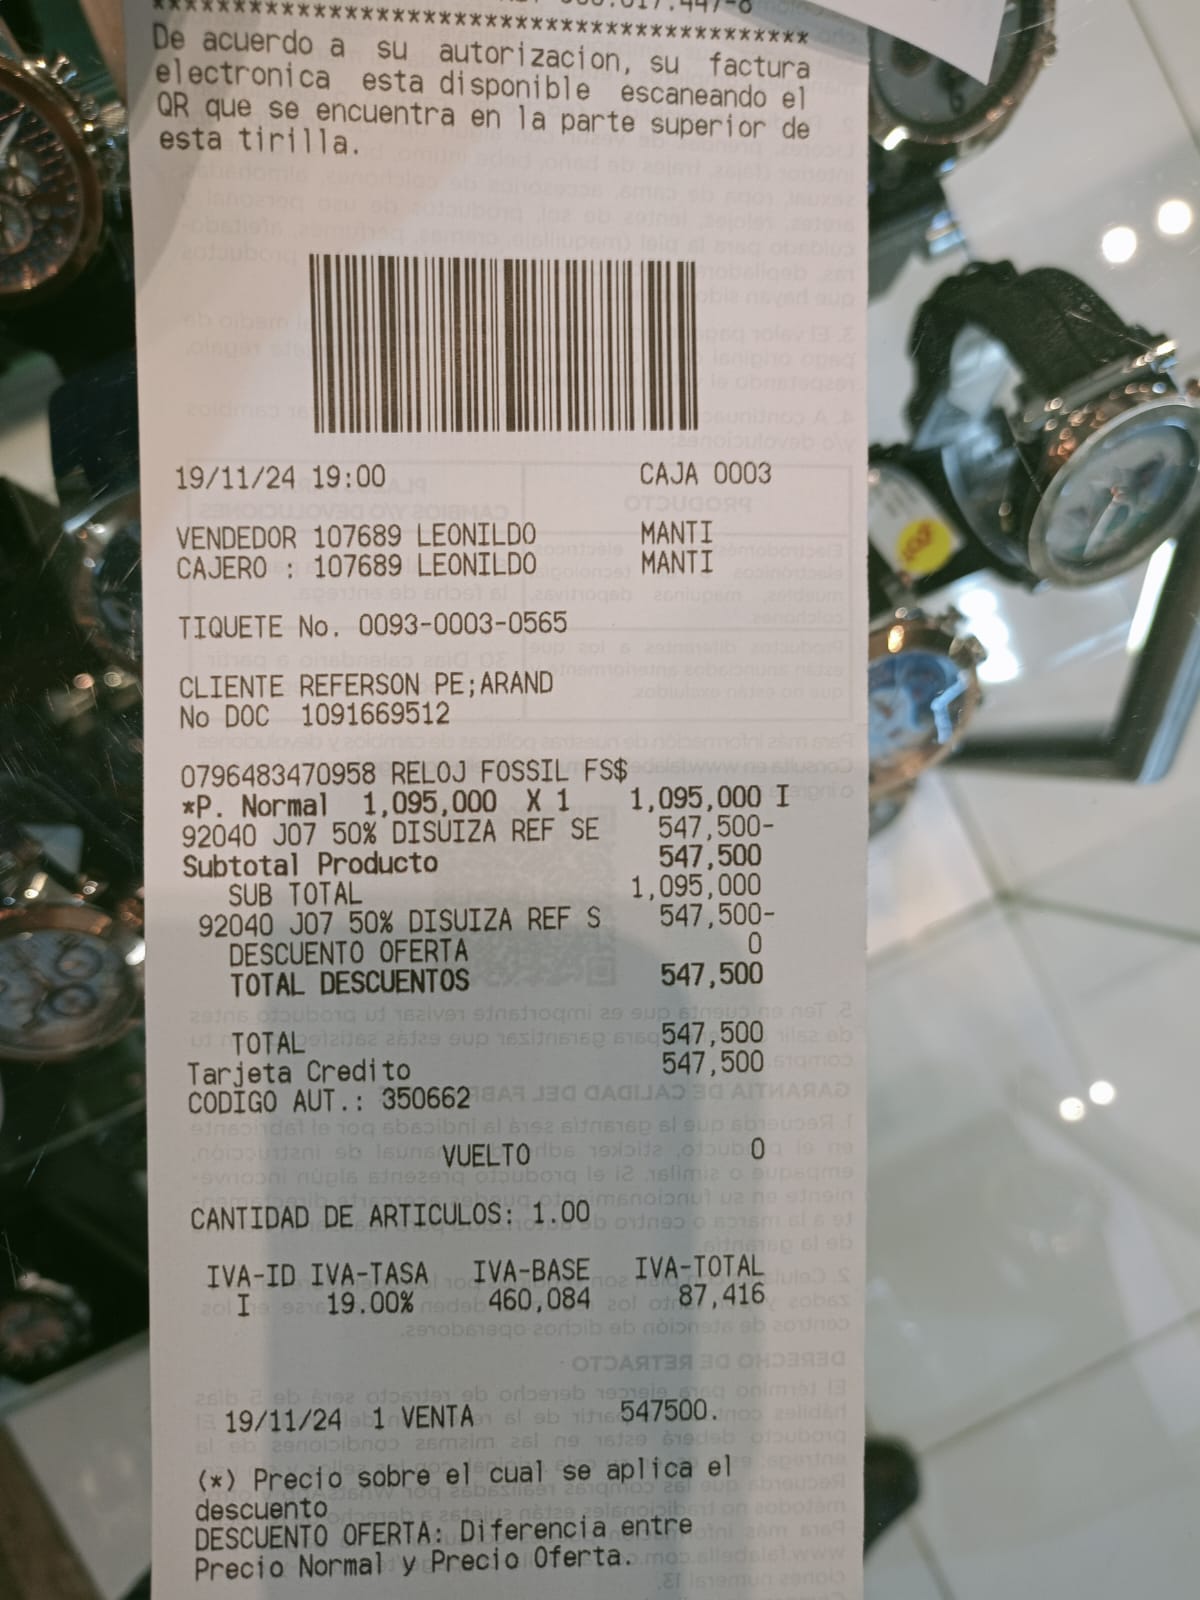 ****************************************
De acuerdo a su autorizacion, su factura
electronica esta disponible escaneando el
QR que se encuentra en la parte superior de
esta tirilla.
19/11/24 19:00 CAJA 0003
VENDEDOR 107689 LEONILDO MANTI
CAJERO : 107689 LEONILDO MANTI
TIQUETE No. 0093-0003-0565
CLIENTE REFERSON PE;ARAND
No DOC 1091669512
0796483470958 RELOJ FOSSIL FS$
*P. Normal 1,095,000 X 1 1,095,000 I
92040 J07 50% DISUIZA REF SE 547,500-
Subtotal Producto 547,500
SUB TOTAL 1,095,000
92040 J07 50% DISUIZA REF S 547,500-
DESCUENTO OFERTA 0
TOTAL DESCUENTOS 547,500
TOTAL 547,500
Tarjeta Credito 547,500
CODIGO AUT.: 350662
VUELTO 0
CANTIDAD DE ARTICULOS: 1.00
IVA-ID IVA-TASA IVA-BASE IVA-TOTAL
I 19.00% 460,084 87,416
19/11/24 1 VENTA 547500.
(*) Precio sobre el cual se aplica el
descuento
DESCUENTO OFERTA: Diferencia entre
Precio Normal y Precio Oferta.